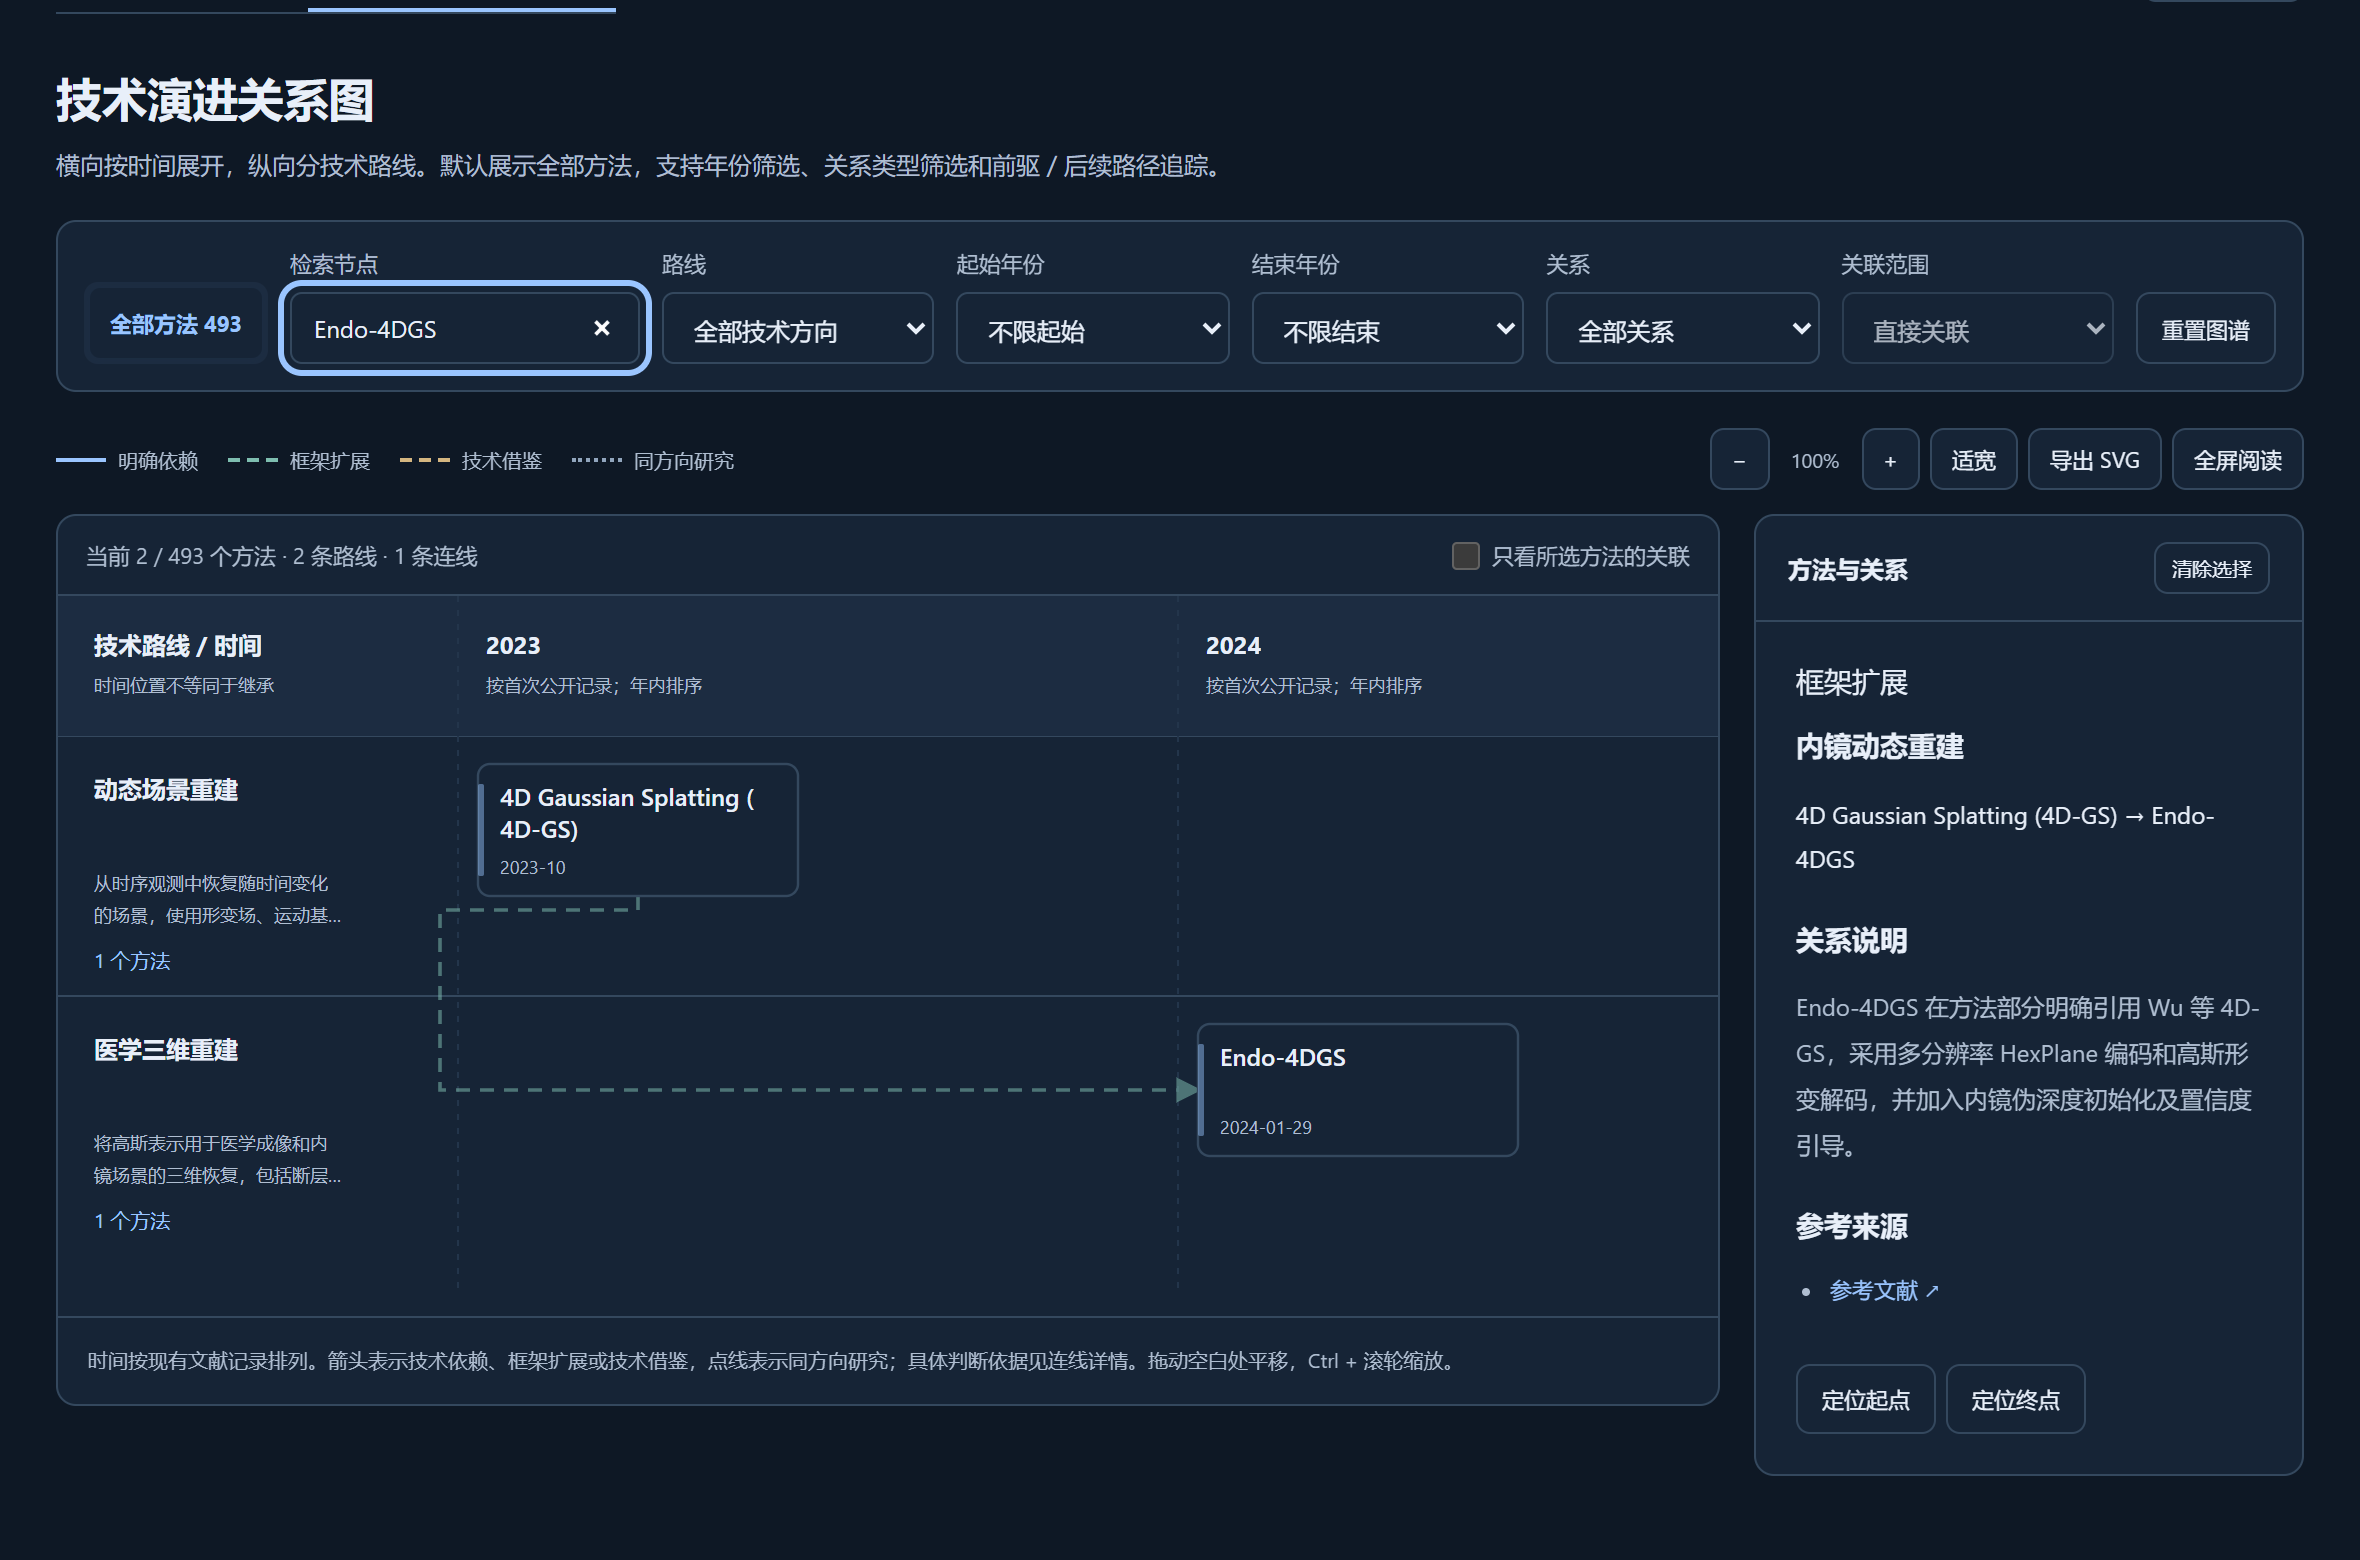 技术演进关系图
横向按时间展开，纵向分技术路线。默认展示全部方法，支持年份筛选、关系类型筛选和前驱 / 后续路径追踪。
检索节点
路线
起始年份
结束年份
关系
关联范围
全部方法 493
Endo-4DGS
全部技术方向
不限起始
不限结束
全部关系
直接关联
重置图谱
明确依赖
框架扩展
技术借鉴
同方向研究
−
100%
+
适宽
导出 SVG
全屏阅读
当前 2 / 493 个方法 · 2 条路线 · 1 条连线
只看所选方法的关联
技术路线 / 时间
时间位置不等同于继承
2023
按首次公开记录；年内排序
2024
按首次公开记录；年内排序
动态场景重建
从时序观测中恢复随时间变化
的场景，使用形变场、运动基...
1 个方法
4D Gaussian Splatting (
4D-GS)
2023-10
医学三维重建
将高斯表示用于医学成像和内
镜场景的三维恢复，包括断层...
1 个方法
Endo-4DGS
2024-01-29
时间按现有文献记录排列。箭头表示技术依赖、框架扩展或技术借鉴，点线表示同方向研究；具体判断依据见连线详情。拖动空白处平移，Ctrl + 滚轮缩放。
方法与关系
清除选择
框架扩展
内镜动态重建
4D Gaussian Splatting (4D-GS) → Endo-
4DGS
关系说明
Endo-4DGS 在方法部分明确引用 Wu 等 4D-
GS，采用多分辨率 HexPlane 编码和高斯形
变解码，并加入内镜伪深度初始化及置信度
引导。
参考来源
参考文献 ↗
定位起点
定位终点